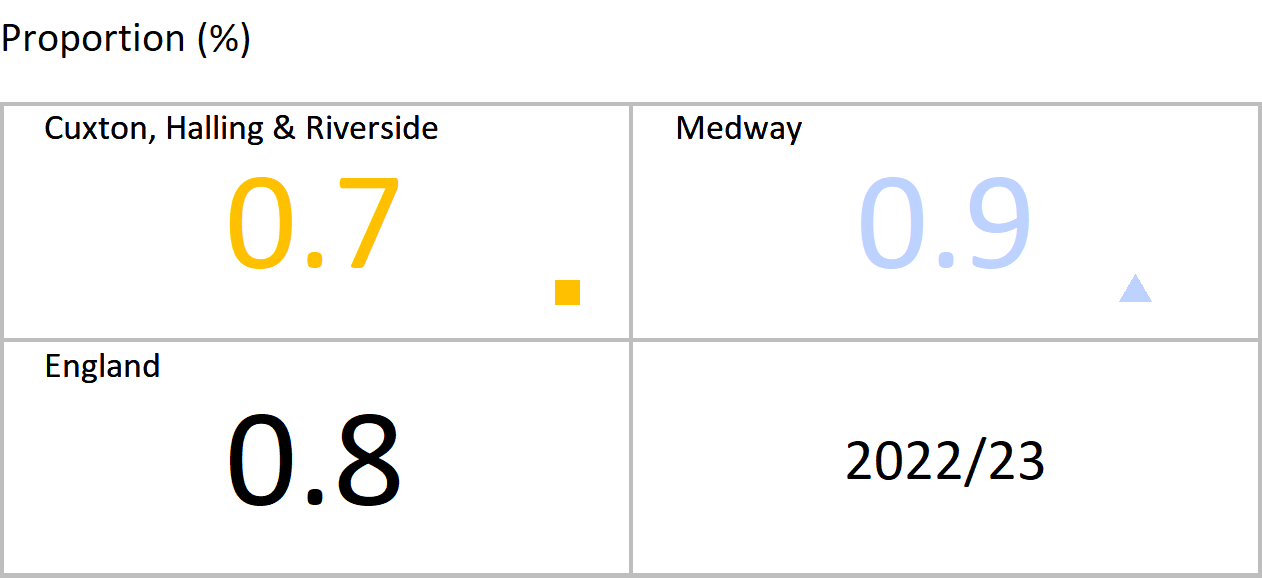 Proportion (%)
Cuxton, Halling & Riverside
0.7
Medway
0.9
England
0.8
2022/23